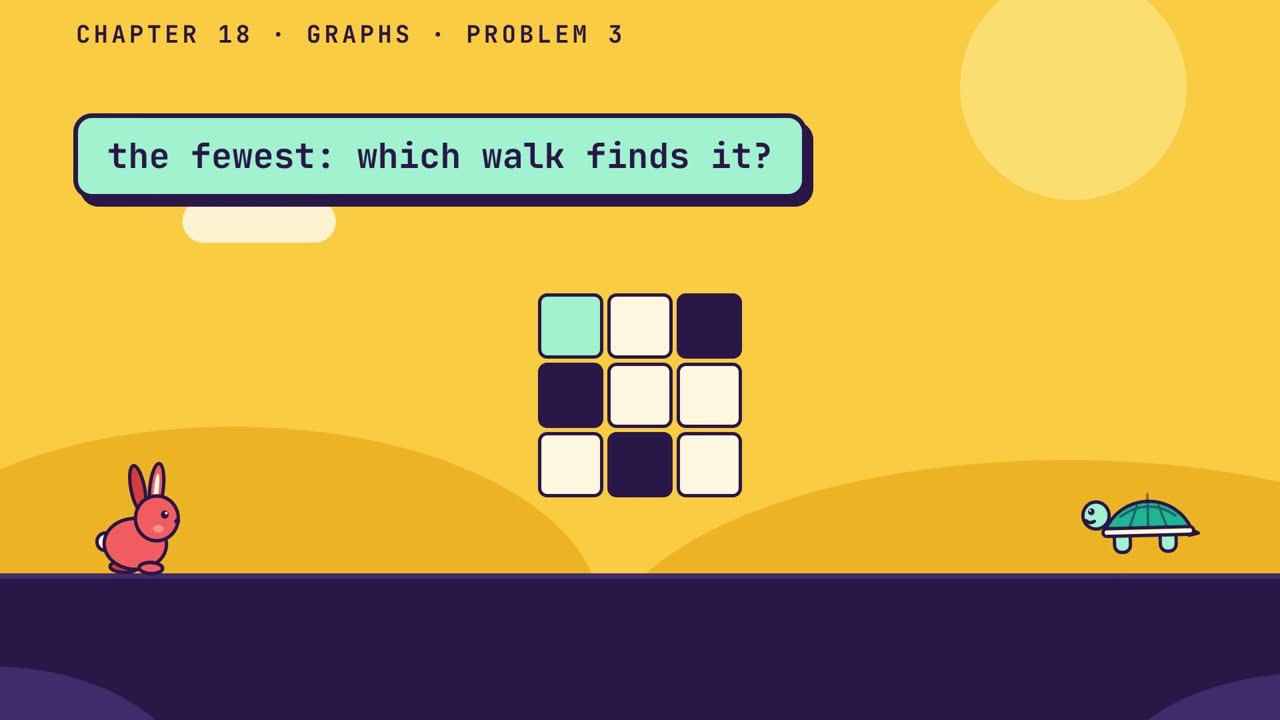 CHAPTER 18 · GRAPHS · PROBLEM 3
the fewest: which walk finds it?